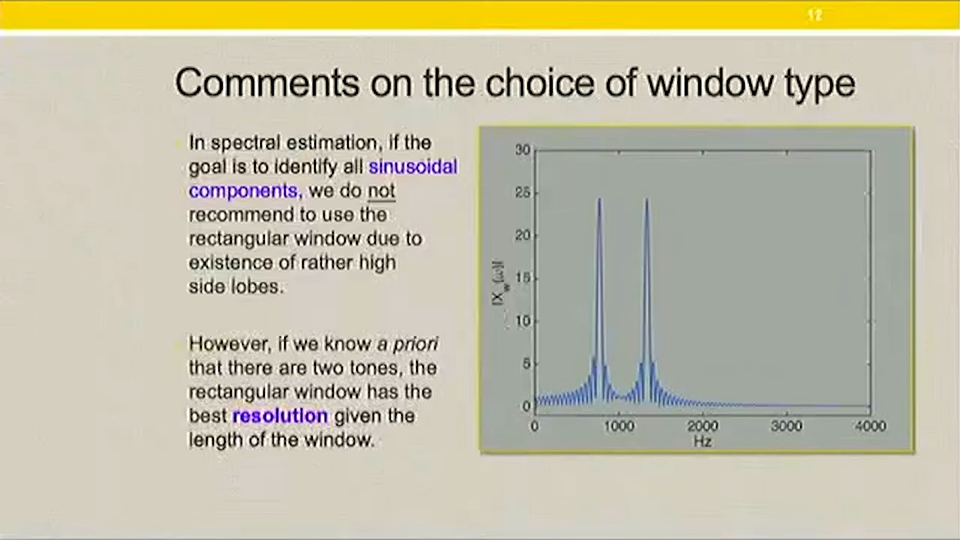 12
Comments on the choice of window type
In spectral estimation, if the
goal is to identify all sinusoidal
components, we do not
recommend to use the
rectangular window due to
existence of rather high
side lobes.
However, if we know a priori
that there are two tones, the
rectangular window has the
best resolution given the
length of the window.
30
25
20
15
10
5
0
|X_w(ω)|
0 1000 2000 3000 4000
Hz